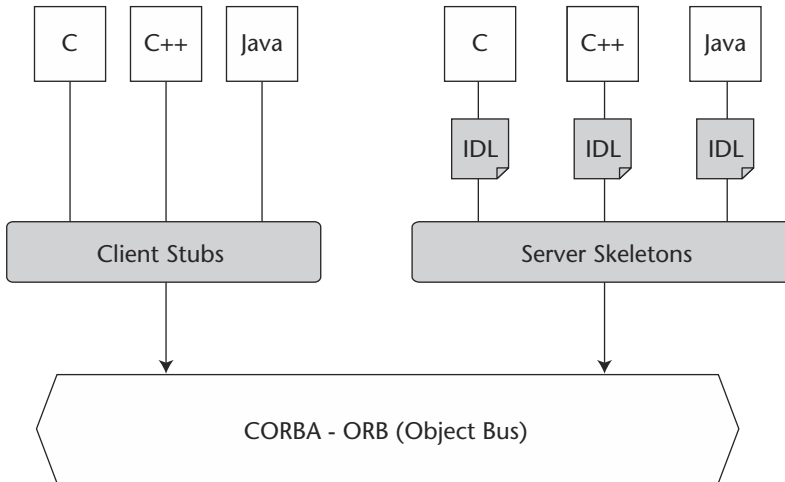 C
C++
Java
C
C++
Java
IDL
IDL
IDL
Client Stubs
Server Skeletons
CORBA - ORB (Object Bus)